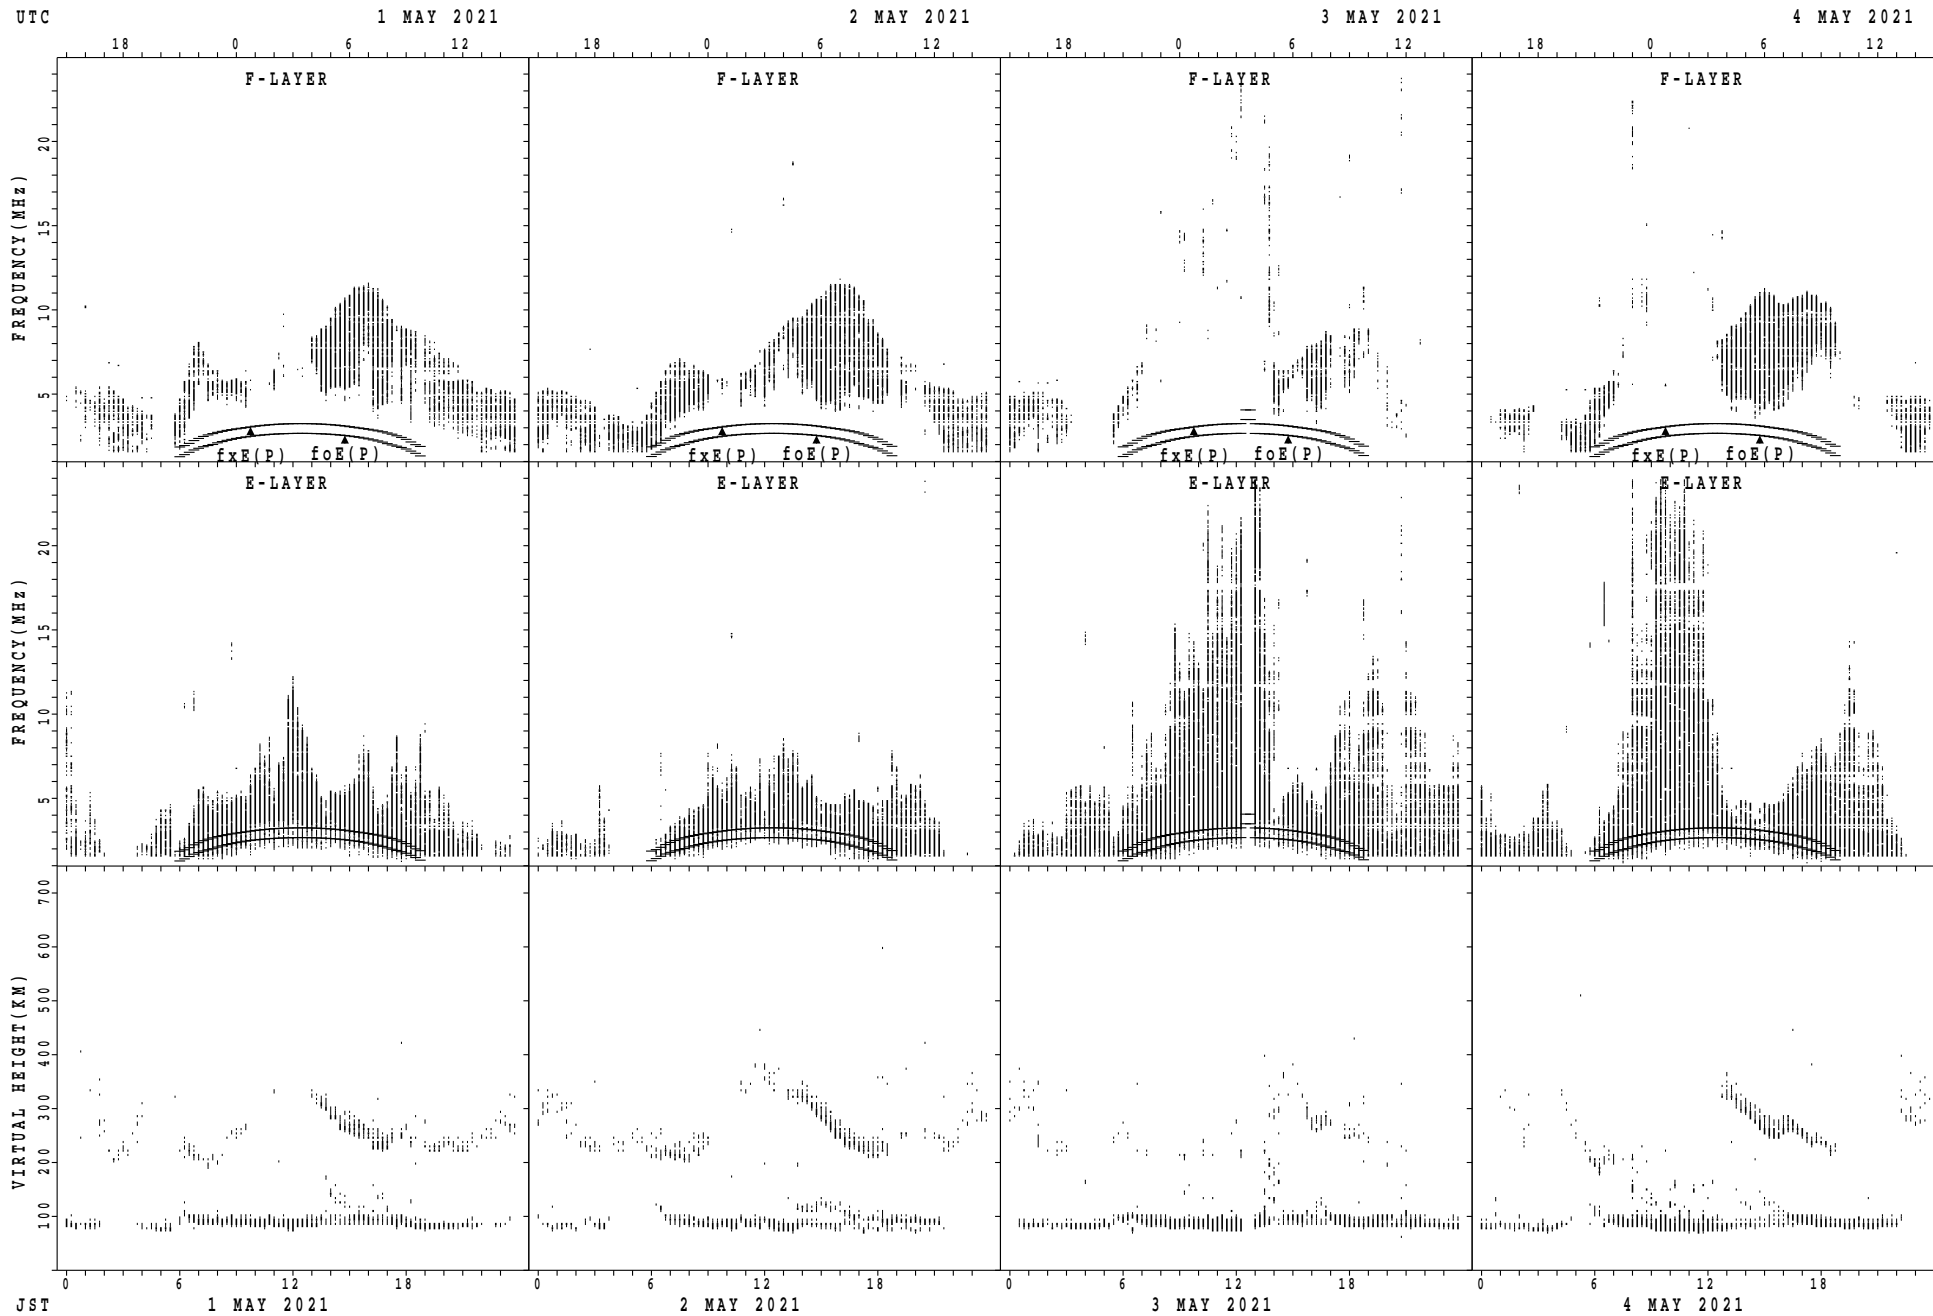 UTC 1 MAY 2021 2 MAY 2021 3 MAY 2021 4 MAY 2021
18 0 6 12 18 0 6 12 18 0 6 12 18 0 6 12
F-LAYER F-LAYER F-LAYER F-LAYER
FREQUENCY(MHz)
5 10 15 20
fxE(P) foE(P) fxE(P) foE(P) fxE(P) foE(P) fxE(P) foE(P)
E-LAYER E-LAYER E-LAYER E-LAYER
FREQUENCY(MHz)
5 10 15 20
VIRTUAL HEIGHT(KM)
100 200 300 400 500 600 700
0 6 12 18 0 6 12 18 0 6 12 18 0 6 12 18
JST 1 MAY 2021 2 MAY 2021 3 MAY 2021 4 MAY 2021